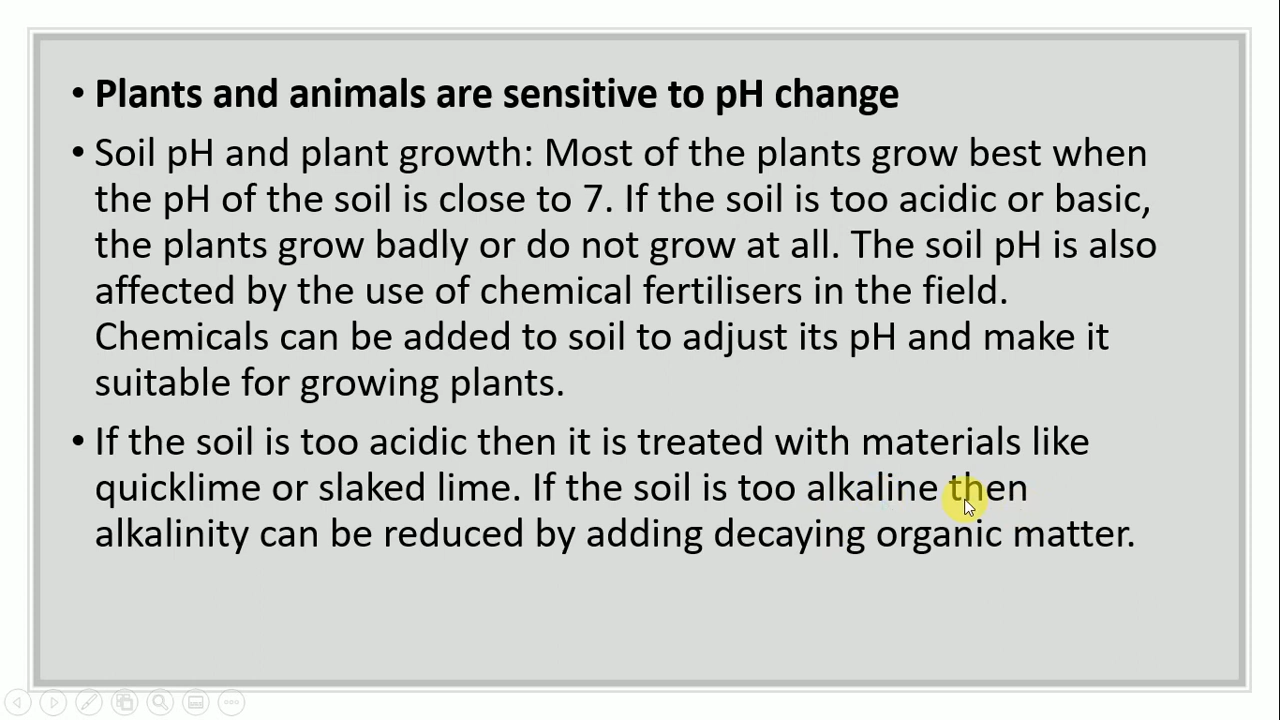 • Plants and animals are sensitive to pH change
• Soil pH and plant growth: Most of the plants grow best when
the pH of the soil is close to 7. If the soil is too acidic or basic,
the plants grow badly or do not grow at all. The soil pH is also
affected by the use of chemical fertilisers in the field.
Chemicals can be added to soil to adjust its pH and make it
suitable for growing plants.
• If the soil is too acidic then it is treated with materials like
quicklime or slaked lime. If the soil is too alkaline then
alkalinity can be reduced by adding decaying organic matter.